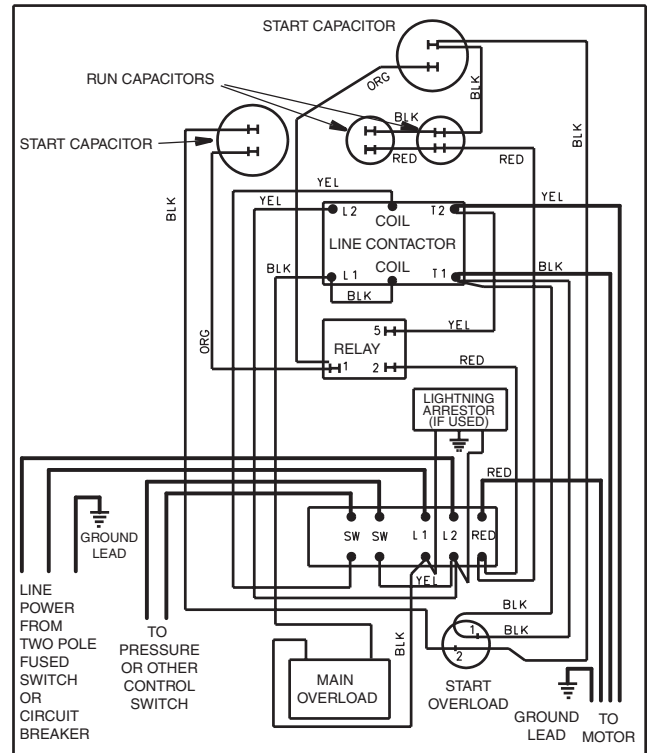 START CAPACITOR
RUN CAPACITORS
ORG
BLK
BLK
BLK
START CAPACITOR
RED
RED
BLK
YEL
YEL
YEL
L2
COIL
T2
LINE CONTACTOR
BLK
L1
COIL
T1
BLK
BLK
ORG
5
YEL
RELAY
1
2
RED
LIGHTNING
ARRESTOR
(IF USED)
RED
GROUND
LEAD
SW
SW
L1
L2
RED
YEL
LINE
POWER
FROM
TWO POLE
FUSED
SWITCH
OR
CIRCUIT
BREAKER
TO
PRESSURE
OR OTHER
CONTROL
SWITCH
BLK
BLK
1
BLK
2
MAIN
OVERLOAD
START
OVERLOAD
GROUND
LEAD
TO
MOTOR